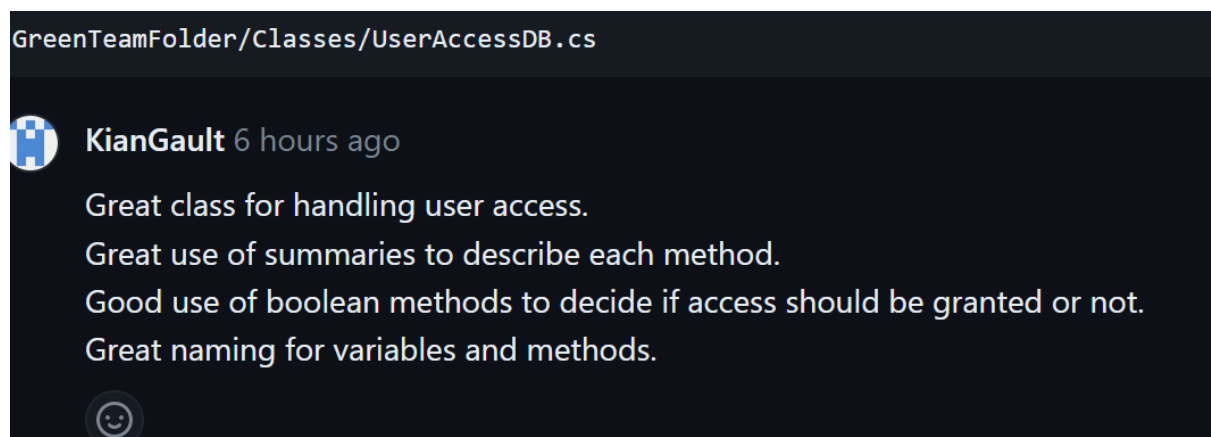 GreenTeamFolder/Classes/UserAccessDB.cs
KianGault 6 hours ago
Great class for handling user access.
Great use of summaries to describe each method.
Good use of boolean methods to decide if access should be granted or not.
Great naming for variables and methods.